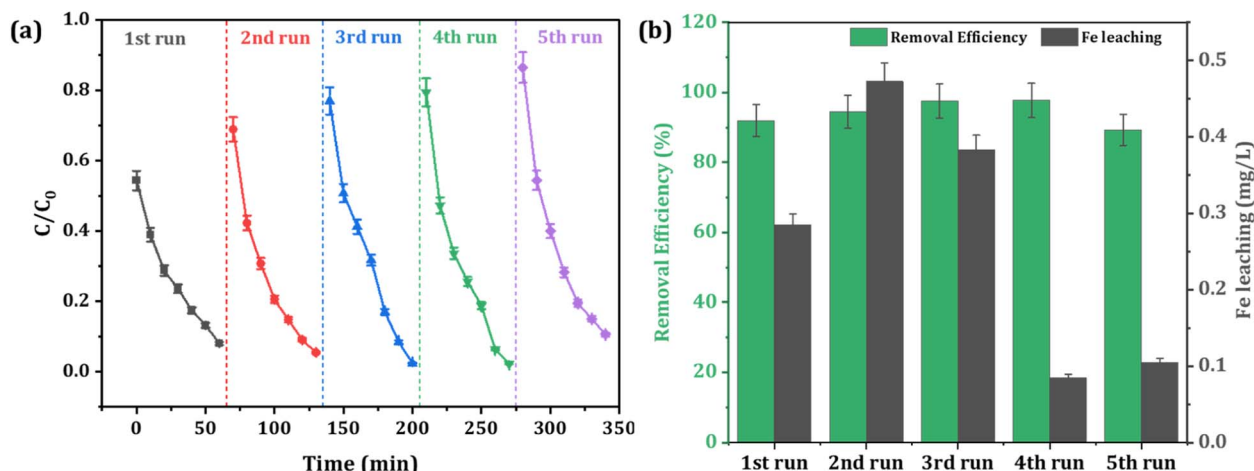 (a)
1st run 2nd run 3rd run 4th run 5th run
C/C0
1.0
0.8
0.6
0.4
0.2
0.0
0 50 100 150 200 250 300 350
Time (min)
(b)
Removal Efficiency Fe leaching
Removal Efficiency (%)
120
100
80
60
40
20
0
Fe leaching (mg/L)
0.5
0.4
0.3
0.2
0.1
0.0
1st run 2nd run 3rd run 4th run 5th run